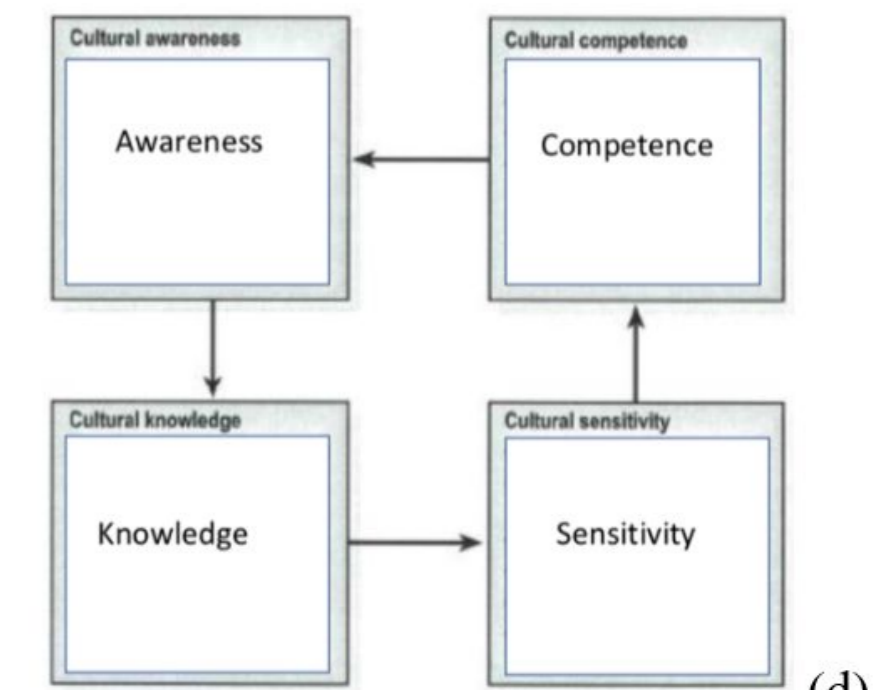 Cultural awareness
Awareness
Cultural competence
Competence
Cultural knowledge
Knowledge
Cultural sensitivity
Sensitivity
(d)